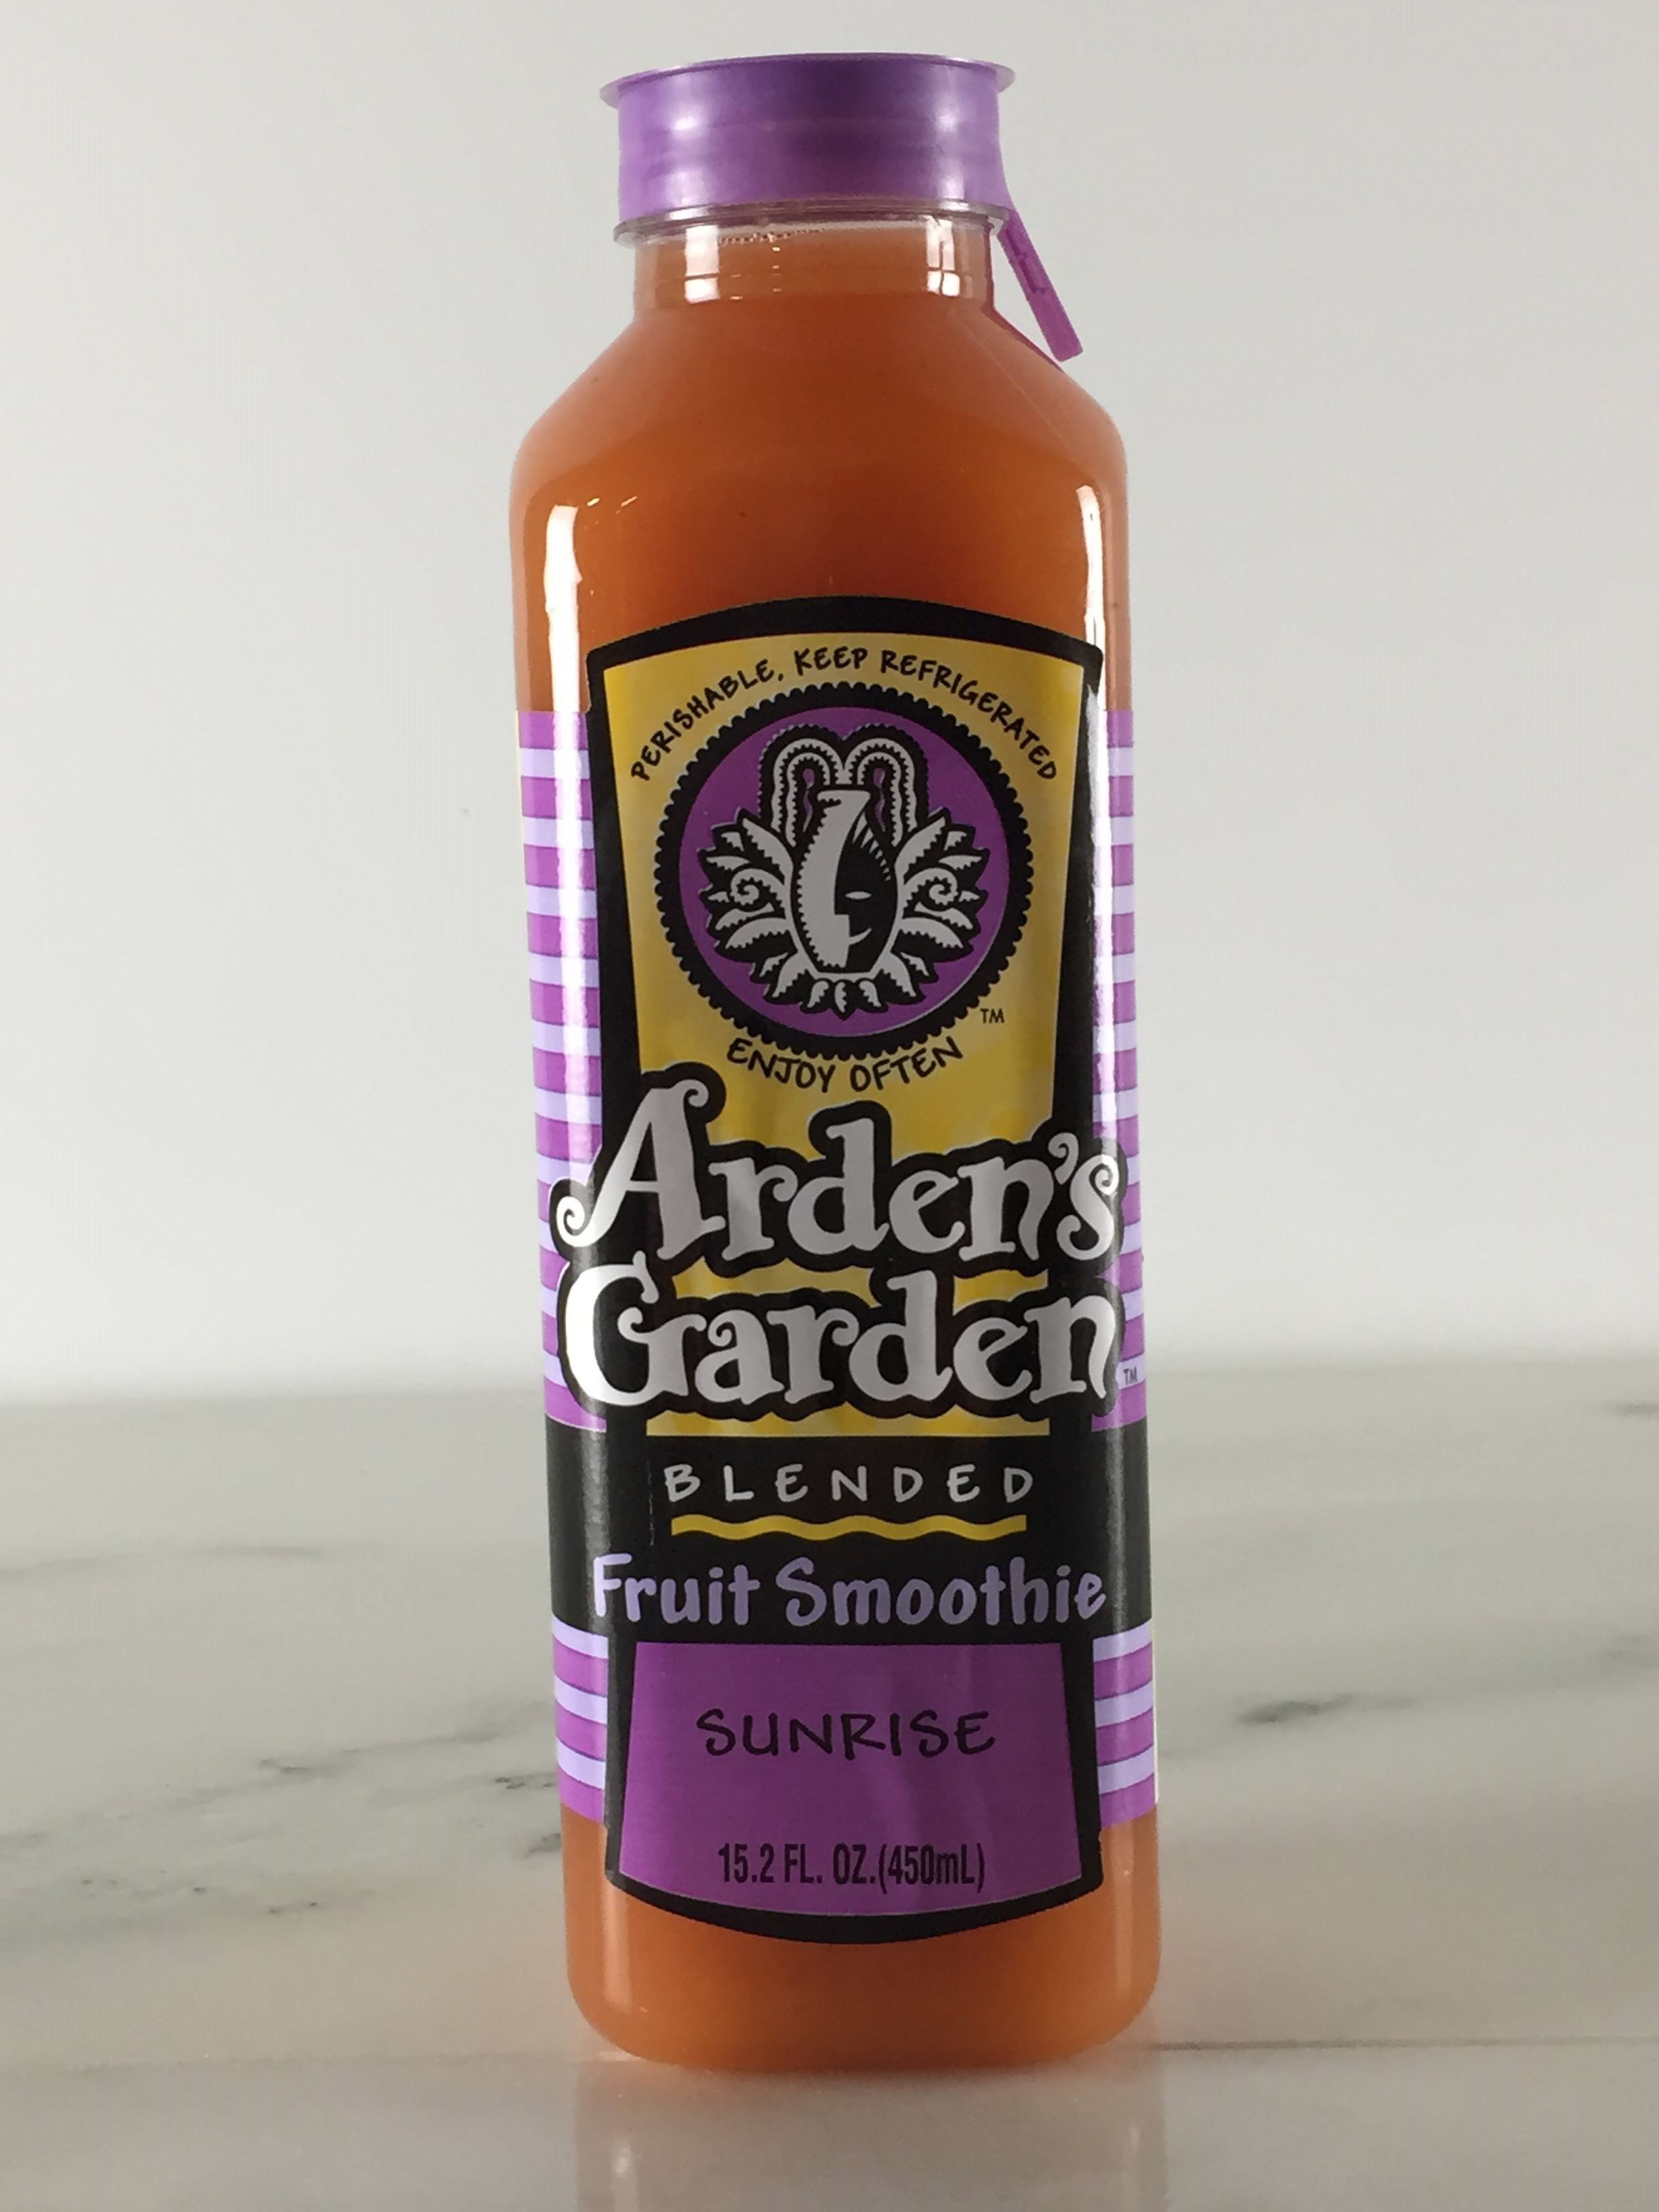 PERISHABLE, KEEP REFRIGERATED
TM
ENJOY OFTEN
Arden's
Garden
TM
BLENDED
Fruit Smoothie
SUNRISE
15.2 FL. OZ.(450mL)